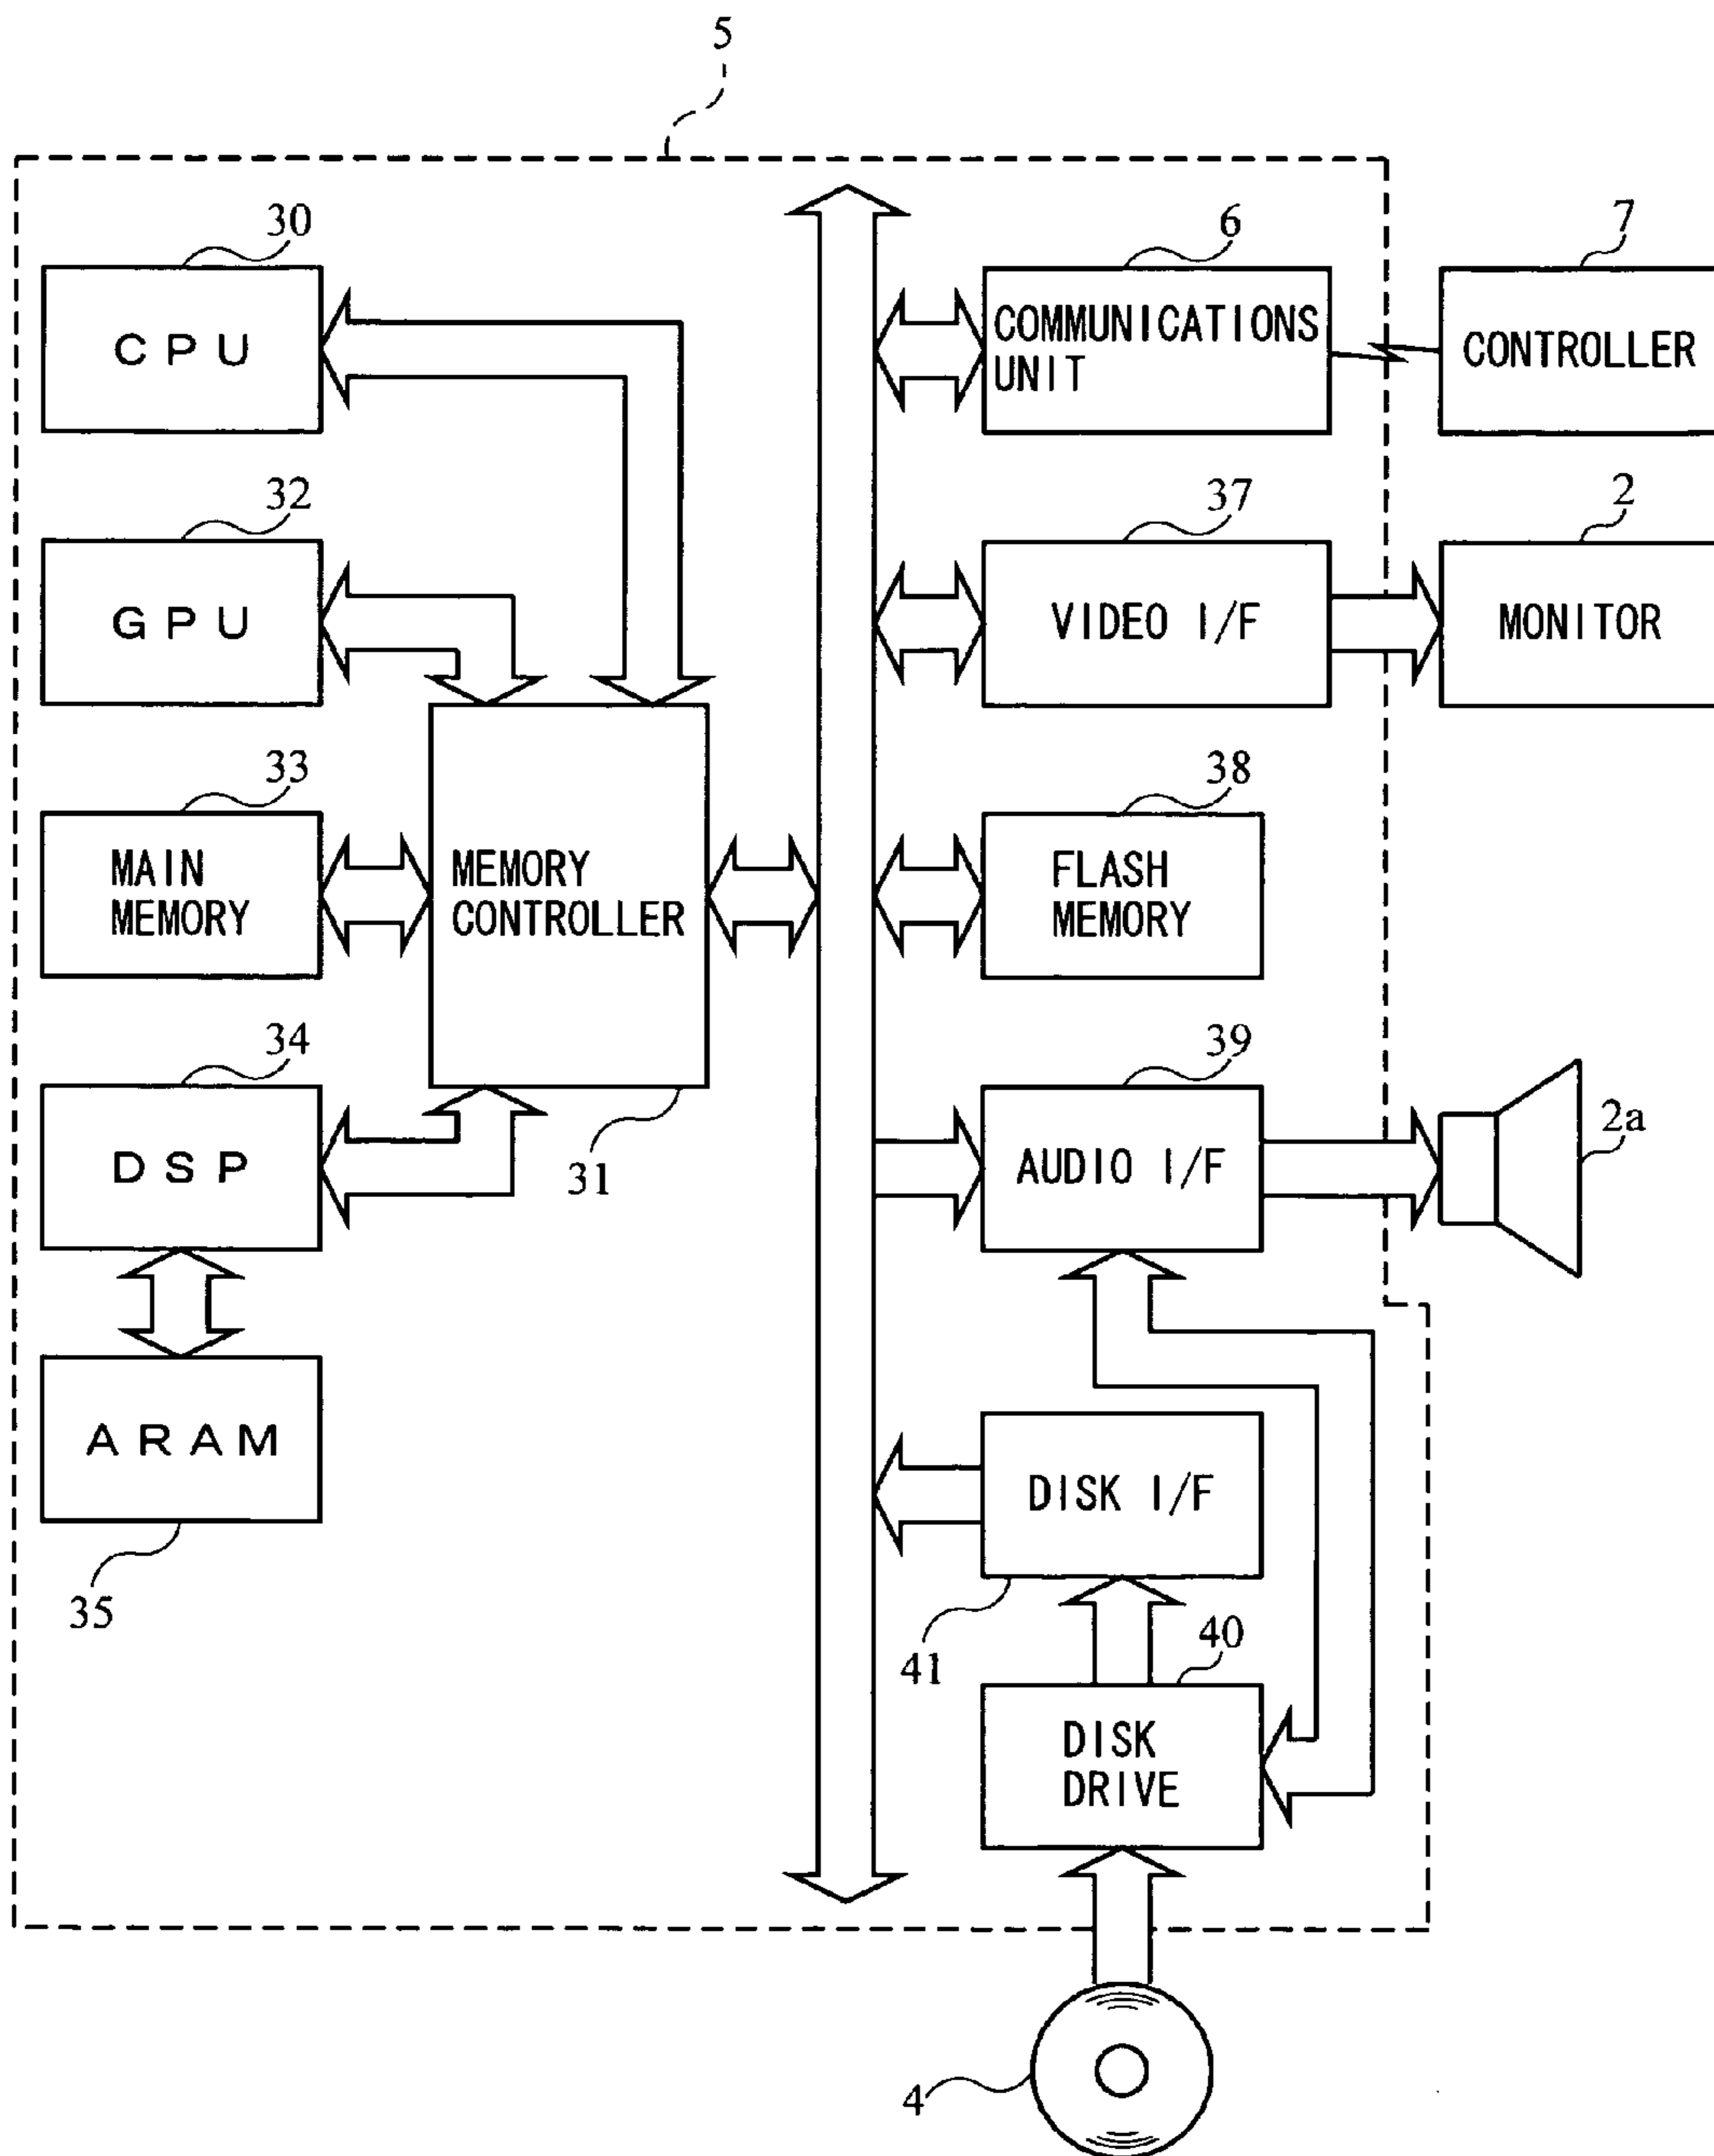 5
30
CPU
6
COMMUNICATIONS
UNIT
7
CONTROLLER
32
GPU
37
VIDEO I/F
2
MONITOR
33
MAIN
MEMORY
MEMORY
CONTROLLER
31
38
FLASH
MEMORY
34
DSP
39
AUDIO I/F
2a
ARAM
35
DISK I/F
41
40
DISK
DRIVE
4